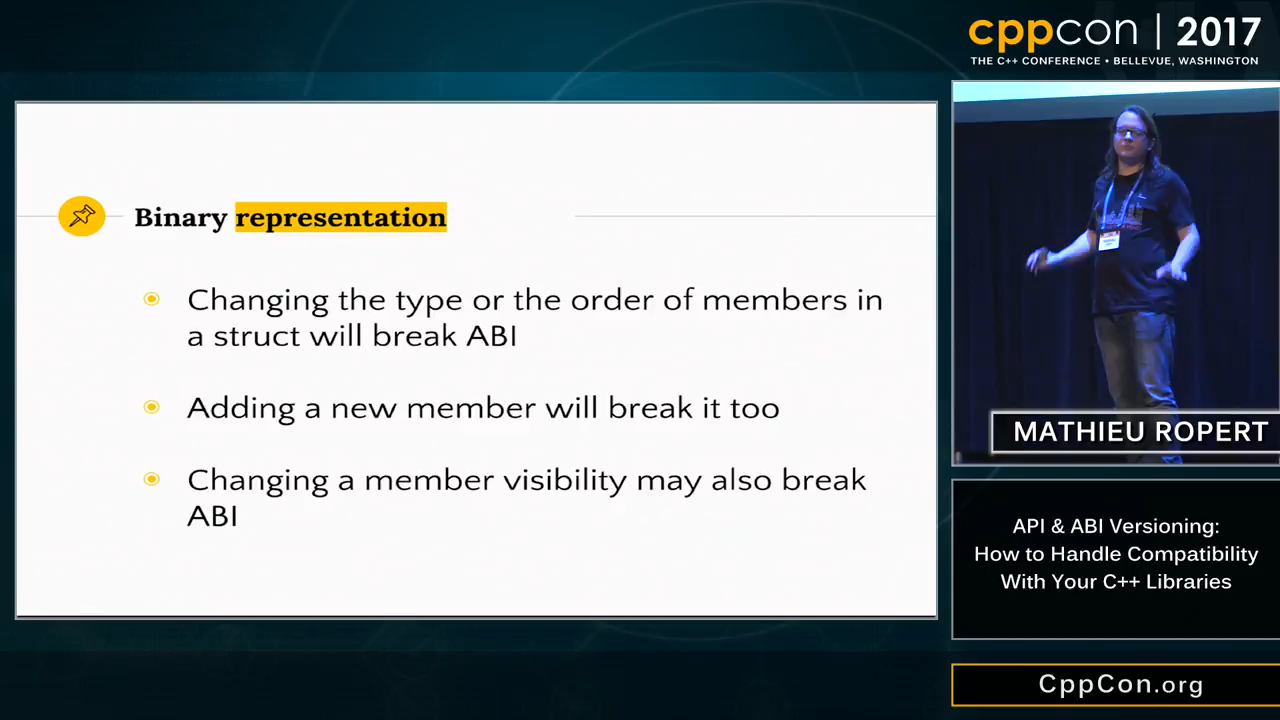 cppcon | 2017
THE C++ CONFERENCE • BELLEVUE, WASHINGTON
Binary representation
Changing the type or the order of members in
a struct will break ABI
Adding a new member will break it too
Changing a member visibility may also break
ABI
MATHIEU ROPERT
API & ABI Versioning:
How to Handle Compatibility
With Your C++ Libraries
CppCon.org